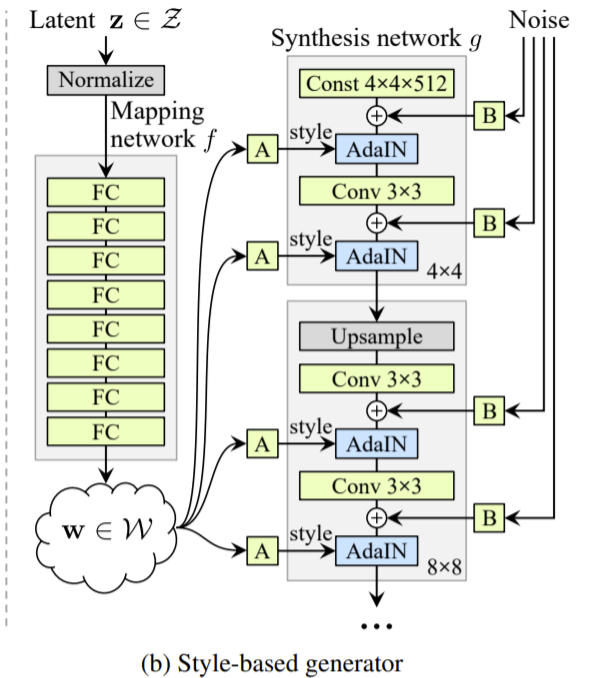 Latent z ∈ 𝒵
Normalize
Mapping
network f
FC
FC
FC
FC
FC
FC
FC
FC
w ∈ 𝒲
Noise
Synthesis network g
Const 4×4×512
B
A
style
AdaIN
Conv 3×3
B
A
style
AdaIN
4×4
Upsample
Conv 3×3
B
A
style
AdaIN
Conv 3×3
B
A
style
AdaIN
8×8
...
(b) Style-based generator